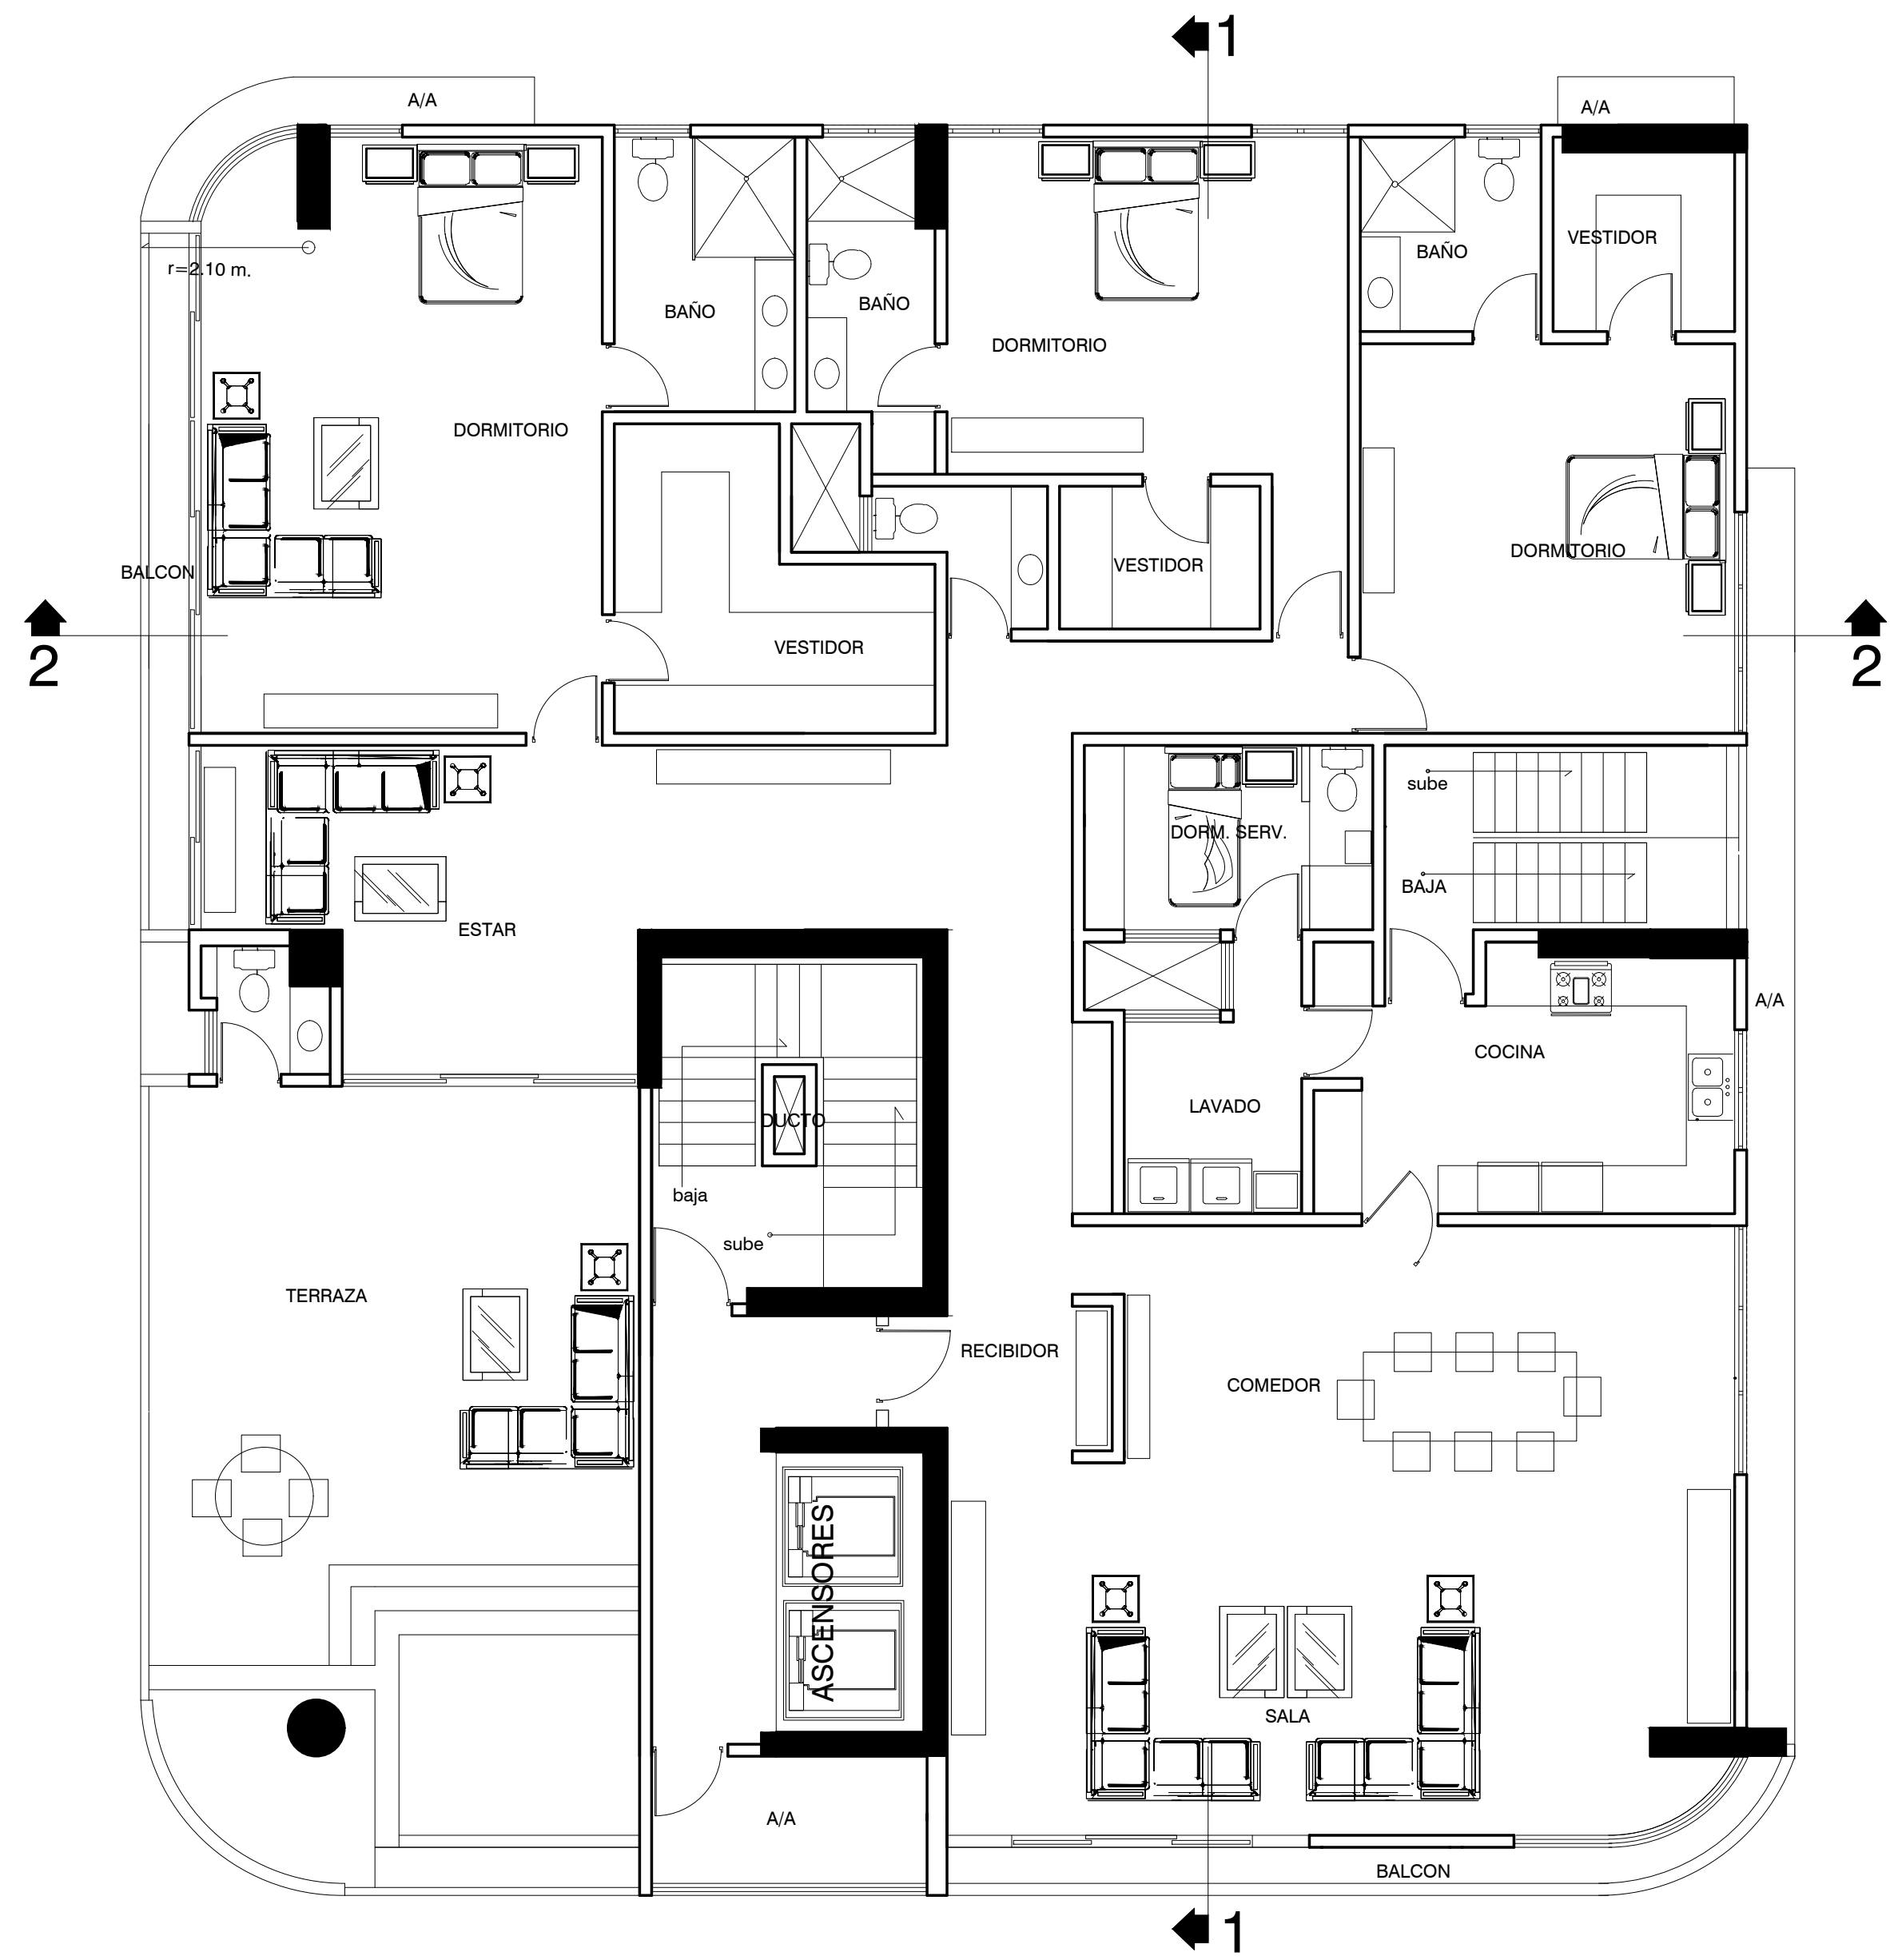 1
A/A
A/A
VESTIDOR
BAÑO
r=2.10 m.
BAÑO
BAÑO
DORMITORIO
DORMITORIO
DORMITORIO
VESTIDOR
BALCON
VESTIDOR
2
2
sube
DORM. SERV.
BAJA
ESTAR
A/A
COCINA
LAVADO
DUCTO
baja
sube
TERRAZA
RECIBIDOR
COMEDOR
ASCENSORES
SALA
A/A
BALCON
1